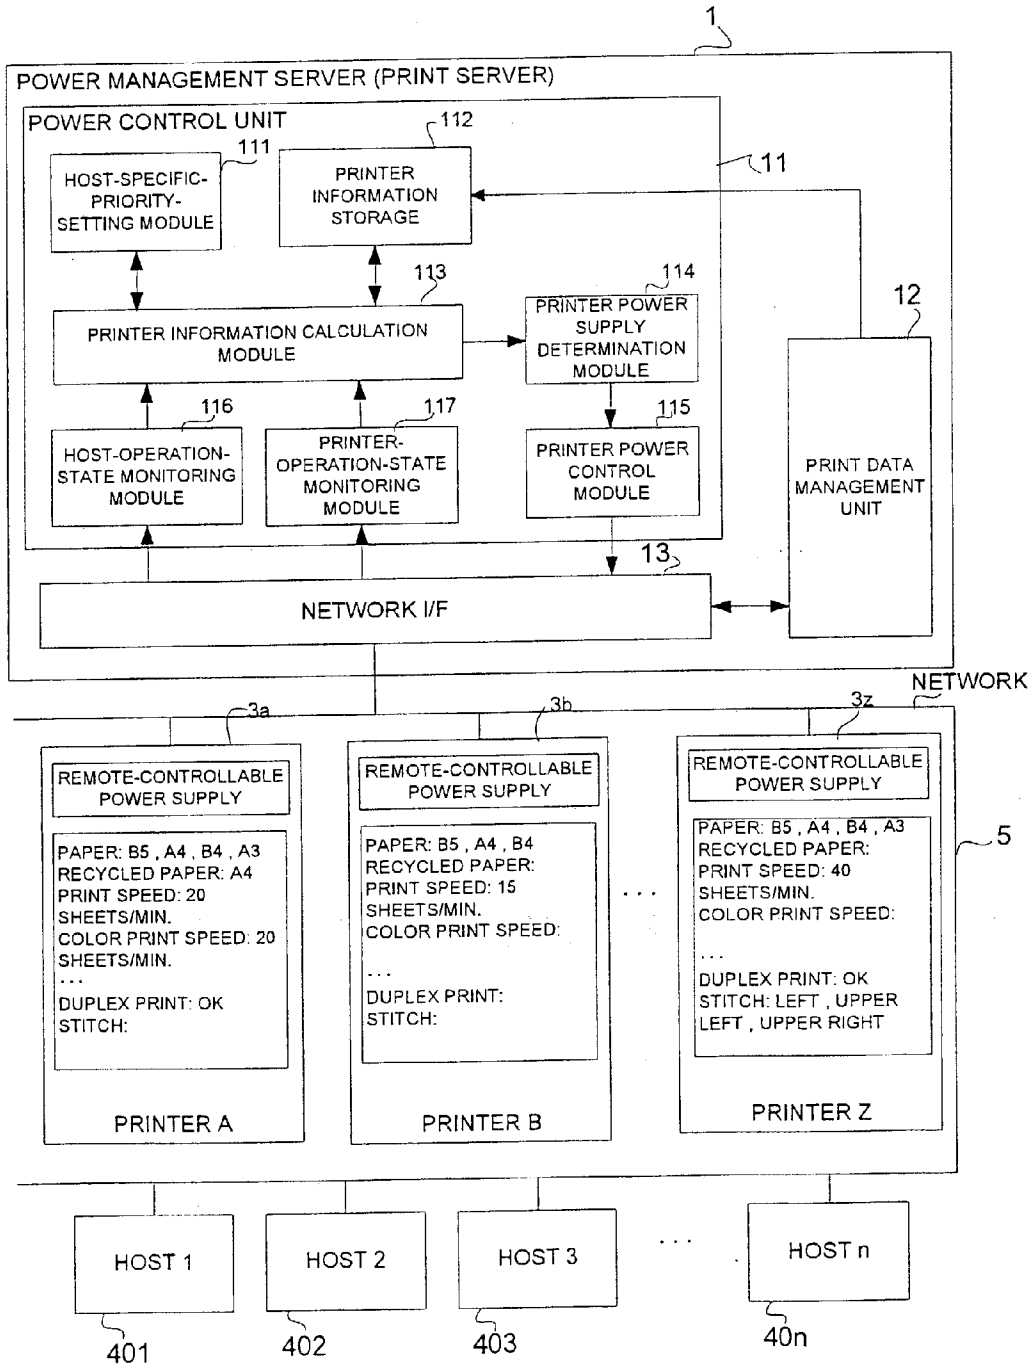 1
POWER MANAGEMENT SERVER (PRINT SERVER)
POWER CONTROL UNIT
111
112
11
HOST-SPECIFIC-
PRIORITY-
SETTING MODULE
PRINTER
INFORMATION
STORAGE
113
114
12
PRINTER INFORMATION CALCULATION
MODULE
PRINTER POWER
SUPPLY
DETERMINATION
MODULE
116
117
115
HOST-OPERATION-
STATE MONITORING
MODULE
PRINTER-
OPERATION-STATE
MONITORING
MODULE
PRINTER POWER
CONTROL
MODULE
PRINT DATA
MANAGEMENT
UNIT
13
NETWORK I/F
NETWORK
3a
3b
3z
REMOTE-CONTROLLABLE
POWER SUPPLY
PAPER: B5 , A4 , B4 , A3
RECYCLED PAPER: A4
PRINT SPEED: 20
SHEETS/MIN.
COLOR PRINT SPEED: 20
SHEETS/MIN.
...
DUPLEX PRINT: OK
STITCH:
PRINTER A
REMOTE-CONTROLLABLE
POWER SUPPLY
PAPER: B5 , A4 , B4
RECYCLED PAPER:
PRINT SPEED: 15
SHEETS/MIN.
COLOR PRINT SPEED:
...
DUPLEX PRINT:
STITCH:
PRINTER B
...
REMOTE-CONTROLLABLE
POWER SUPPLY
PAPER: B5 , A4 , B4 , A3
RECYCLED PAPER:
PRINT SPEED: 40
SHEETS/MIN.
COLOR PRINT SPEED:
...
DUPLEX PRINT: OK
STITCH: LEFT , UPPER
LEFT , UPPER RIGHT
PRINTER Z
5
HOST 1
HOST 2
HOST 3
...
HOST n
401
402
403
40n